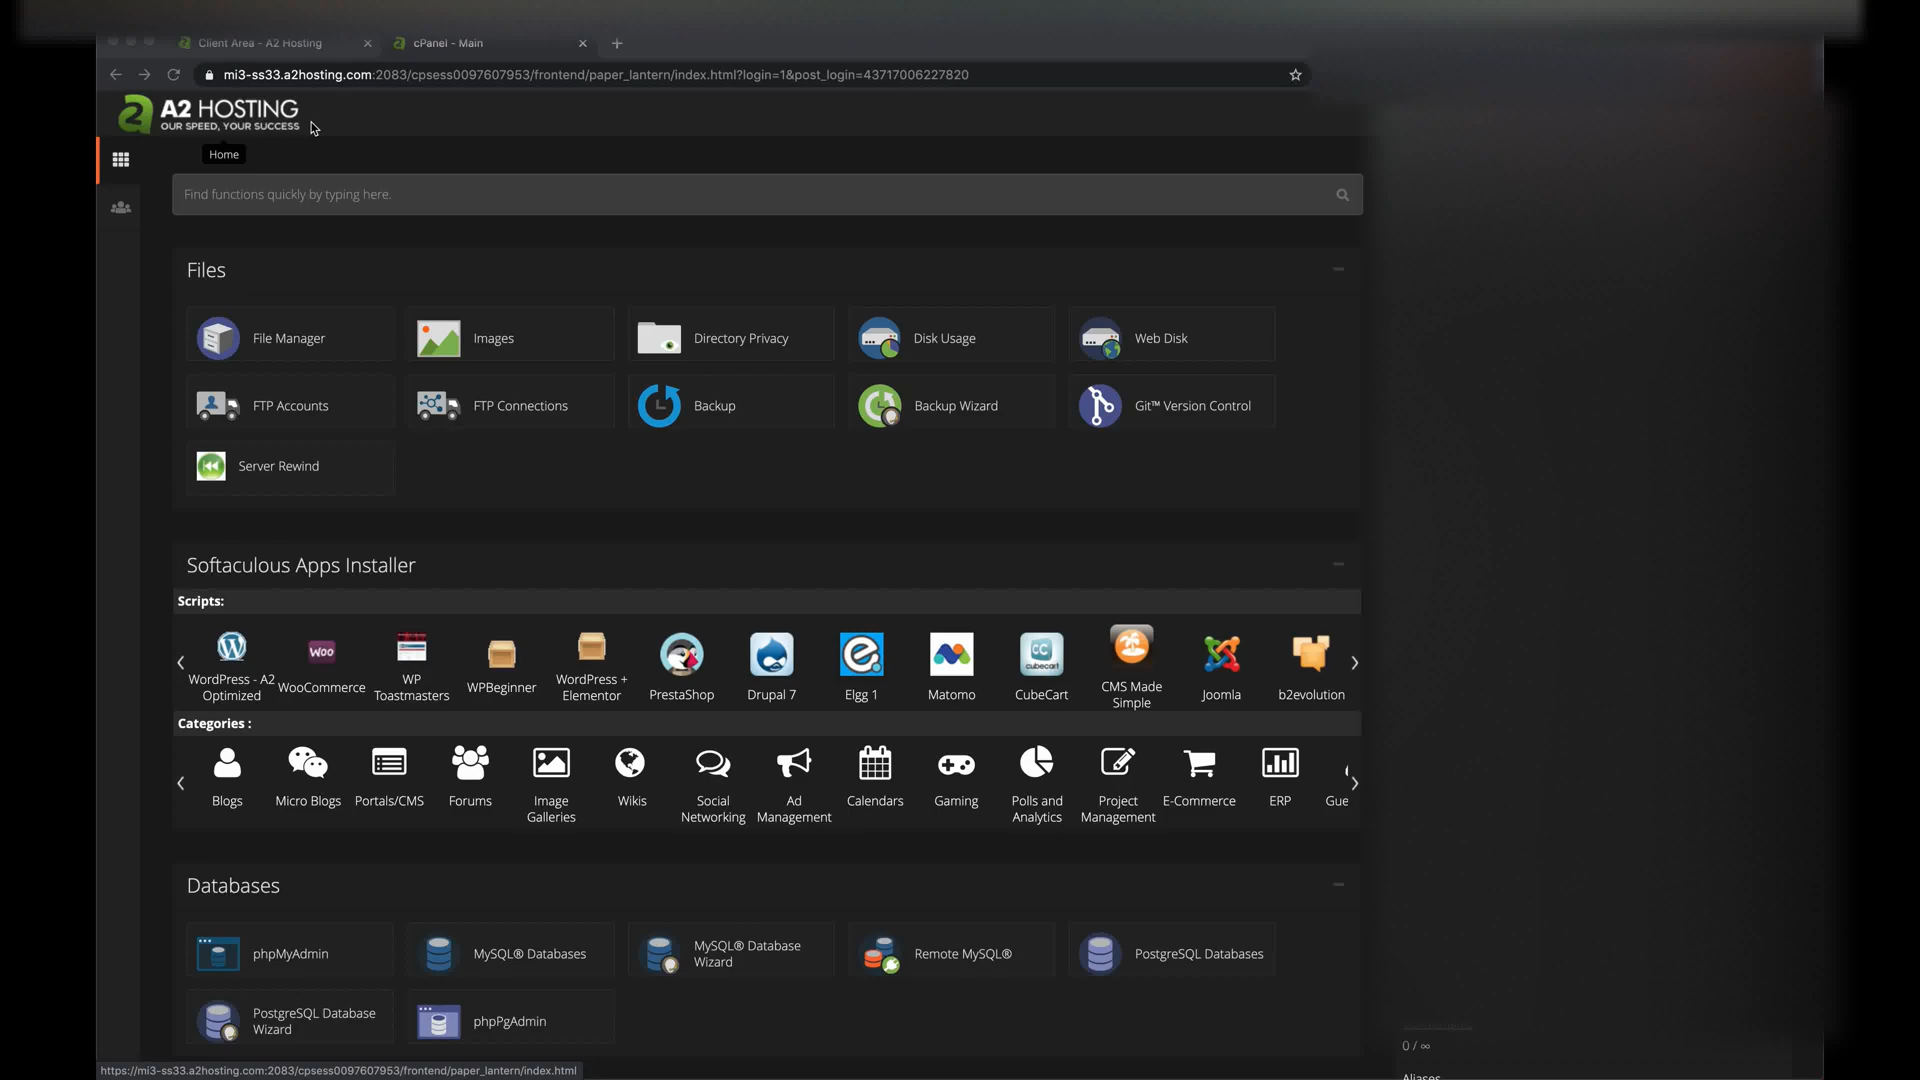 Client Area - A2 Hosting
cPanel - Main
mi3-ss33.a2hosting.com:2083/cpsess0097607953/frontend/paper_lantern/index.html?login=1&post_login=43717006227820
A2 HOSTING
OUR SPEED, YOUR SUCCESS
Home
Find functions quickly by typing here.
Files
File Manager
Images
Directory Privacy
Disk Usage
Web Disk
FTP Accounts
FTP Connections
Backup
Backup Wizard
Git™ Version Control
Server Rewind
Softaculous Apps Installer
Scripts:
WordPress - A2
Optimized
WooCommerce
WP
Toastmasters
WPBeginner
WordPress +
Elementor
PrestaShop
Drupal 7
Elgg 1
Matomo
CubeCart
CMS Made
Simple
Joomla
b2evolution
Woo
CC
cubecart
Categories :
Blogs
Micro Blogs
Portals/CMS
Forums
Image
Galleries
Wikis
Social
Networking
Ad
Management
Calendars
Gaming
Polls and
Analytics
Project
Management
E-Commerce
ERP
Gue
Databases
phpMyAdmin
MySQL® Databases
MySQL® Database
Wizard
Remote MySQL®
PostgreSQL Databases
PostgreSQL Database
Wizard
phpPgAdmin
0 / ∞
Aliases
https://mi3-ss33.a2hosting.com:2083/cpsess0097607953/frontend/paper_lantern/index.html